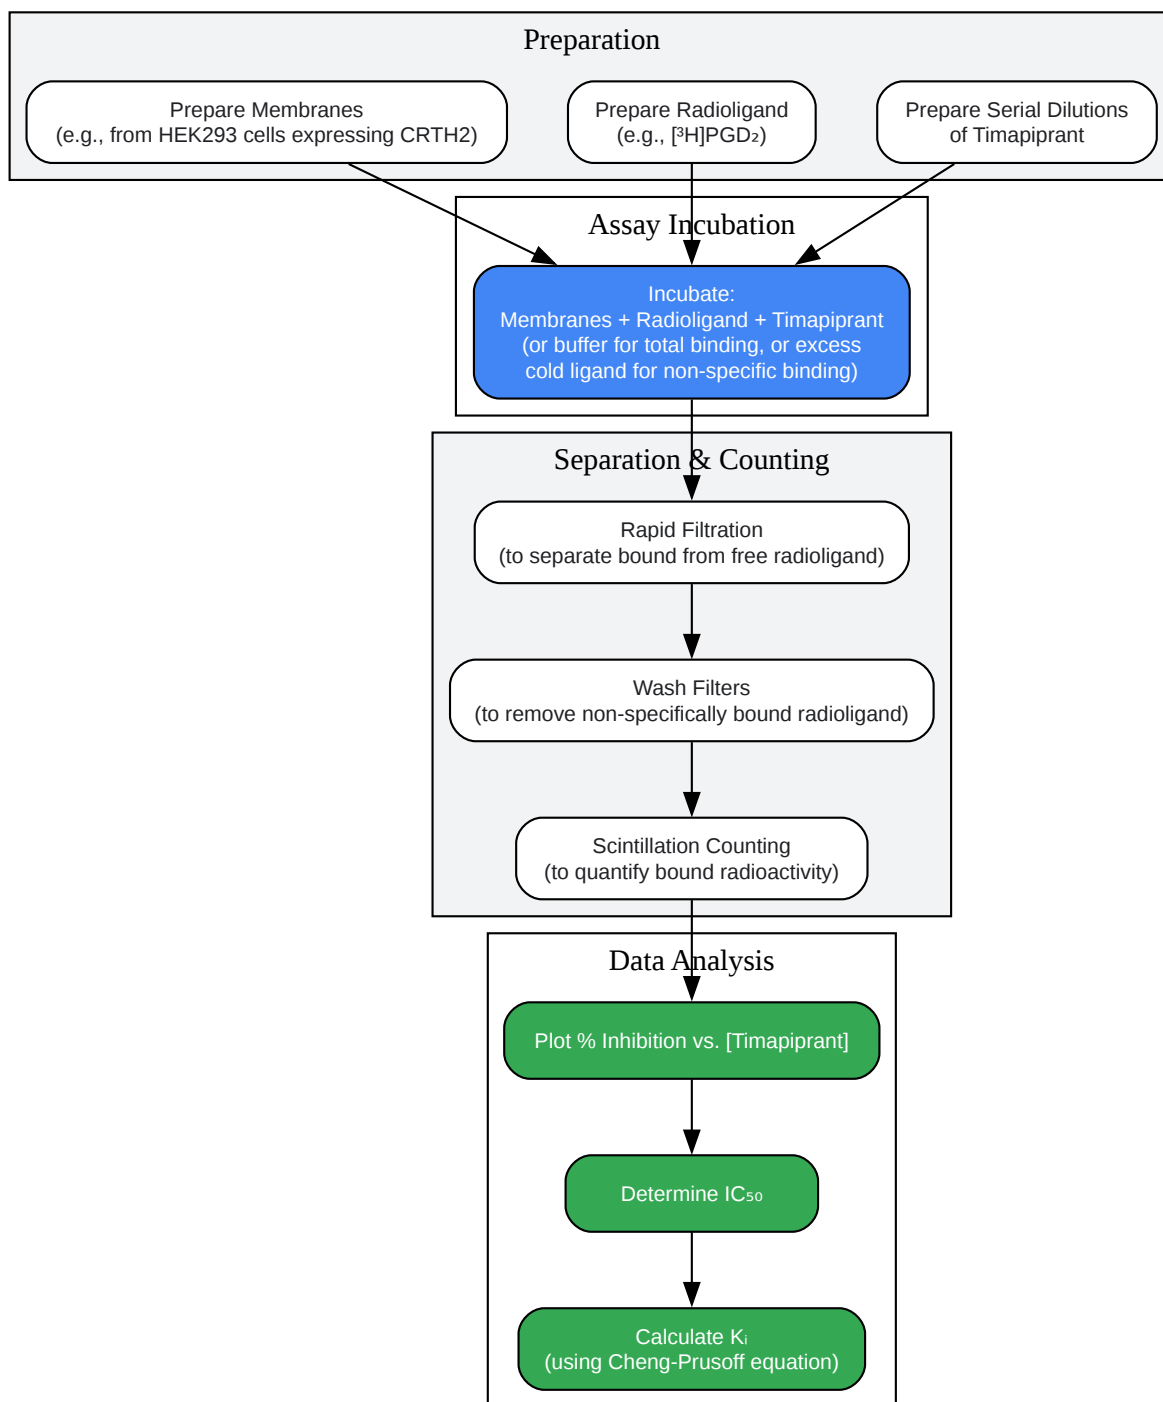 Preparation
Prepare Membranes
(e.g., from HEK293 cells expressing CRTH2)
Prepare Radioligand
(e.g., [³H]PGD₂)
Prepare Serial Dilutions
of Timapiprant
Assay Incubation
Incubate:
Membranes + Radioligand + Timapiprant
(or buffer for total binding, or excess
cold ligand for non-specific binding)
Separation & Counting
Rapid Filtration
(to separate bound from free radioligand)
Wash Filters
(to remove non-specifically bound radioligand)
Scintillation Counting
(to quantify bound radioactivity)
Data Analysis
Plot % Inhibition vs. [Timapiprant]
Determine IC₅₀
Calculate Kᵢ
(using Cheng-Prusoff equation)